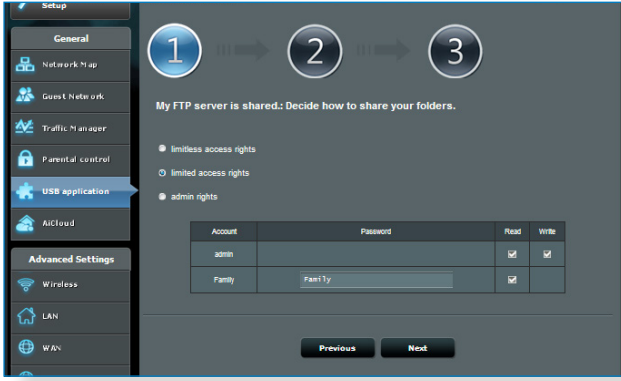 Setup
General
Network Map
Guest Network
Traffic Manager
Parental control
USB application
AiCloud
Advanced Settings
Wireless
LAN
WAN
1 2 3
My FTP server is shared.: Decide how to share your folders.
limitless access rights
limited access rights
admin rights
Account Password Read Write
admin
Family Family
Previous Next